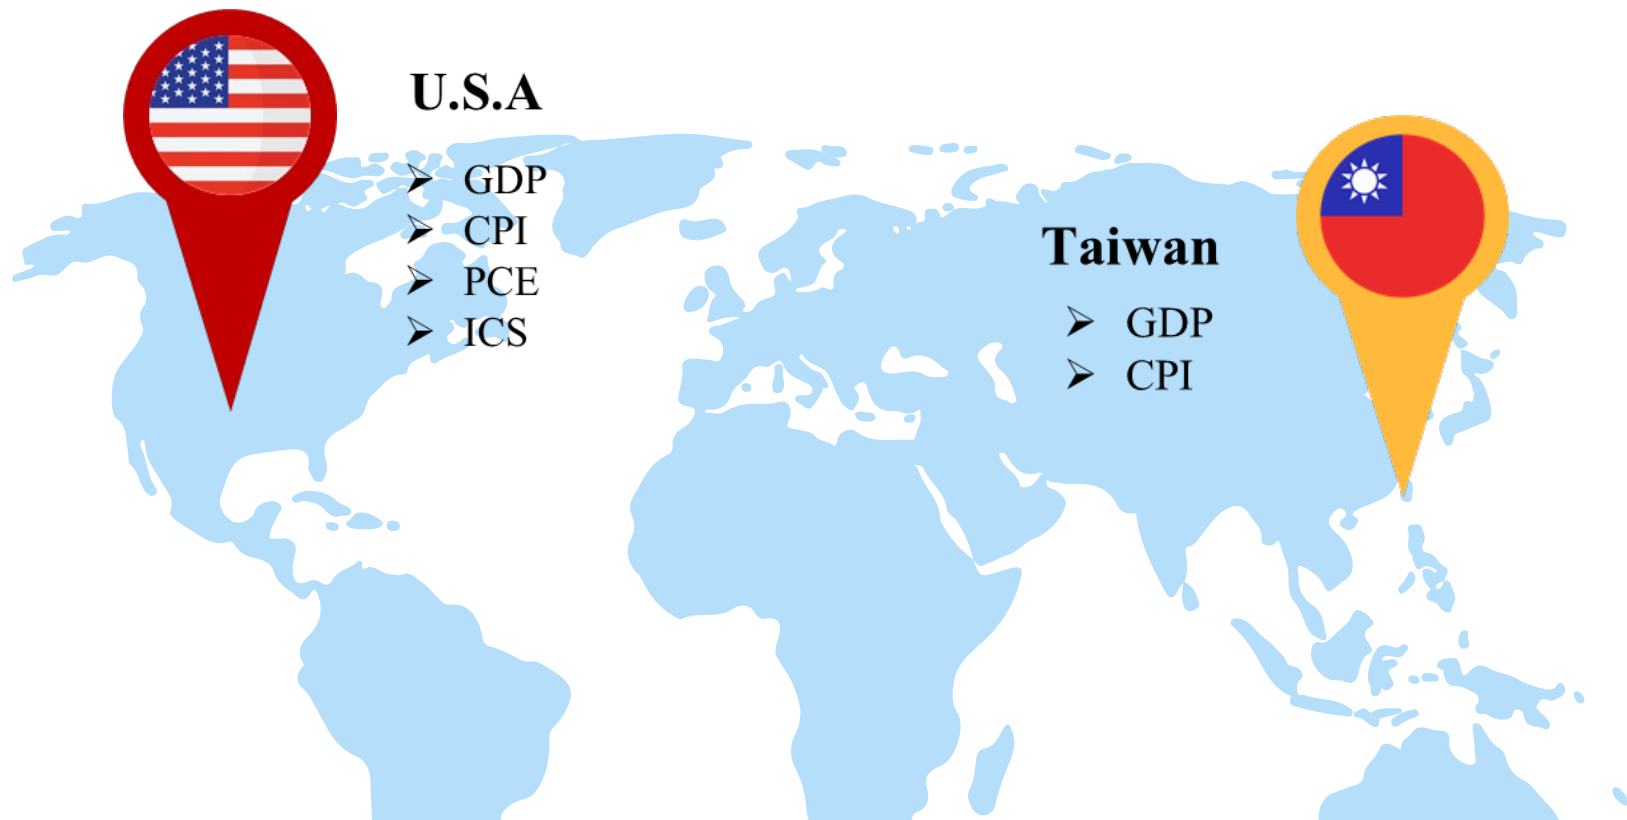 U.S.A
GDP
CPI
PCE
ICS
Taiwan
GDP
CPI